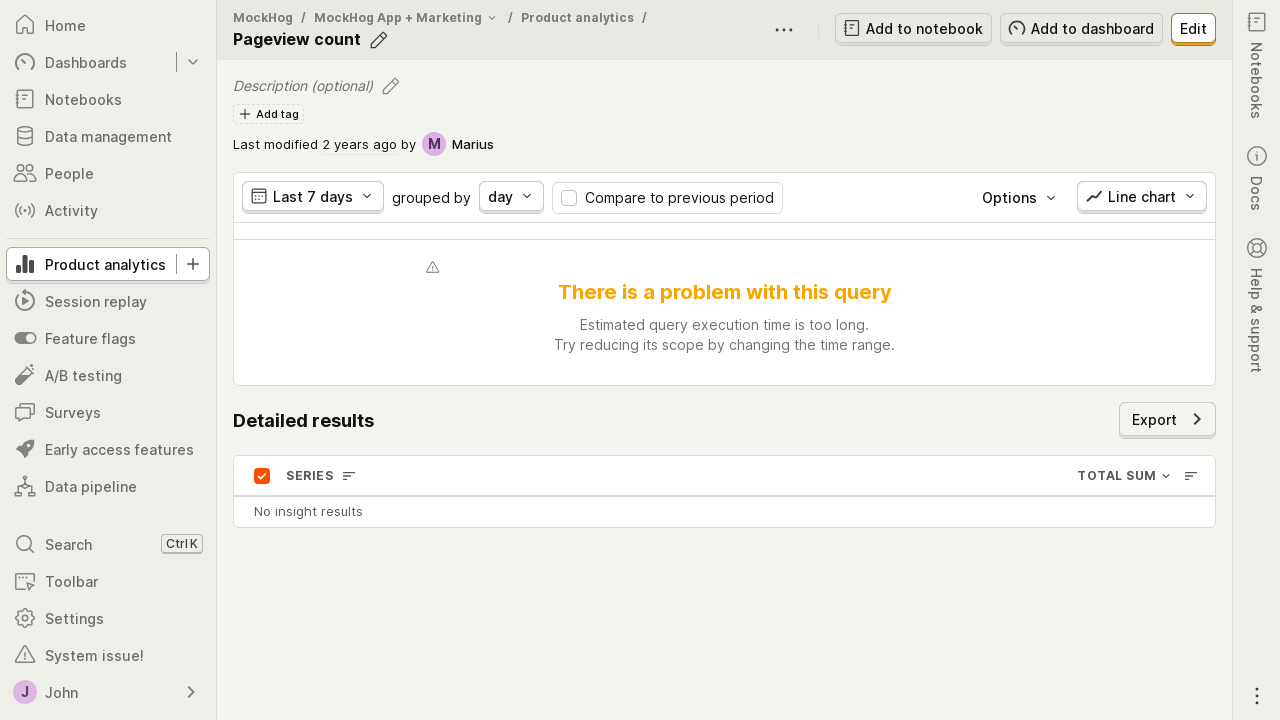 Home
Dashboards
Notebooks
Data management
People
Activity
Product analytics
Session replay
Feature flags
A/B testing
Surveys
Early access features
Data pipeline
Search
Ctrl K
Toolbar
Settings
System issue!
J John
MockHog / MockHog App + Marketing / Product analytics /
Pageview count
Add to notebook
Add to dashboard
Edit
Description (optional)
Add tag
Last modified 2 years ago by M Marius
Last 7 days grouped by day Compare to previous period Options Line chart
There is a problem with this query
Estimated query execution time is too long.
Try reducing its scope by changing the time range.
Detailed results
Export
SERIES TOTAL SUM
No insight results
Notebooks
Docs
Help & support